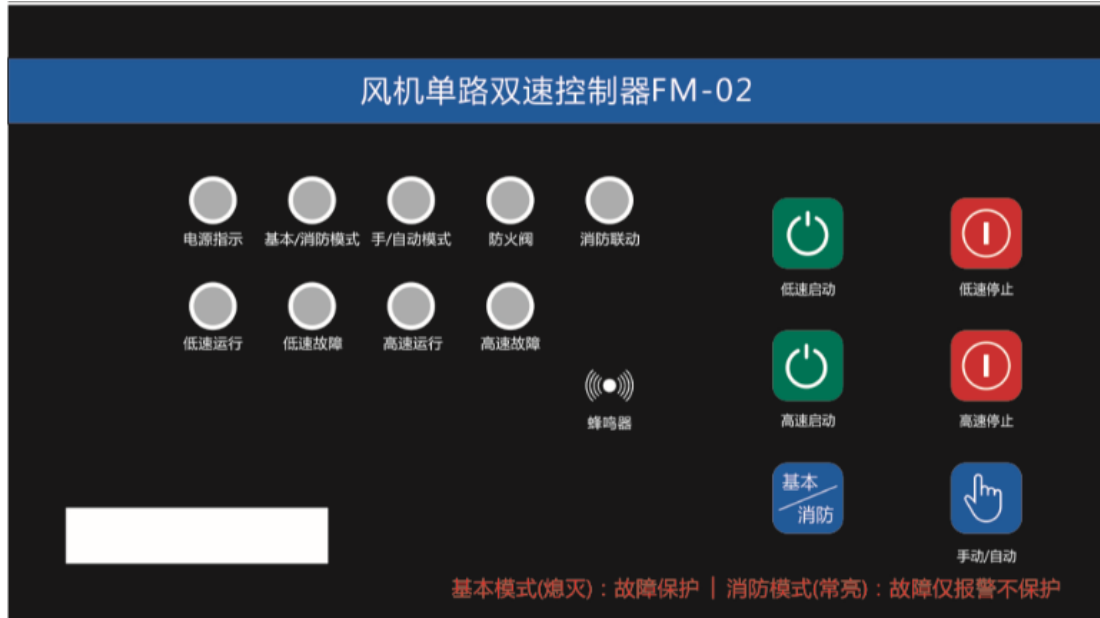 风机单路双速控制器FM-02
电源指示 基本/消防模式 手/自动模式 防火阀 消防联动
低速运行 低速故障 高速运行 高速故障
蜂鸣器
低速启动 低速停止
高速启动 高速停止
基本/消防
手动/自动
基本模式(熄灭)：故障保护 | 消防模式(常亮)：故障仅报警不保护